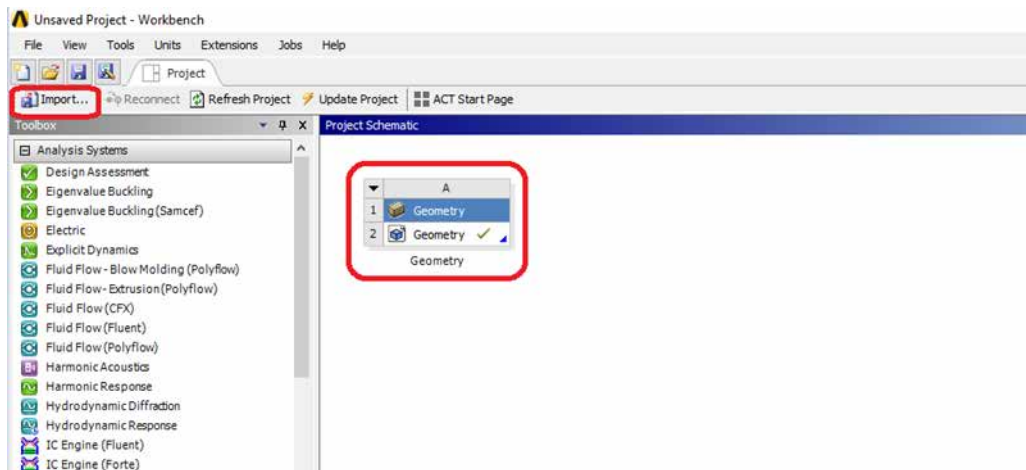 Unsaved Project - Workbench
File View Tools Units Extensions Jobs Help
Project
Import... Reconnect Refresh Project Update Project ACT Start Page
Toolbox Project Schematic
Analysis Systems
Design Assessment
Eigenvalue Buckling
Eigenvalue Buckling (Samcef)
Electric
Explicit Dynamics
Fluid Flow - Blow Molding (Polyflow)
Fluid Flow - Extrusion (Polyflow)
Fluid Flow (CFX)
Fluid Flow (Fluent)
Fluid Flow (Polyflow)
Harmonic Acoustics
Harmonic Response
Hydrodynamic Diffraction
Hydrodynamic Response
IC Engine (Fluent)
IC Engine (Forte)
A
1 Geometry
2 Geometry
Geometry